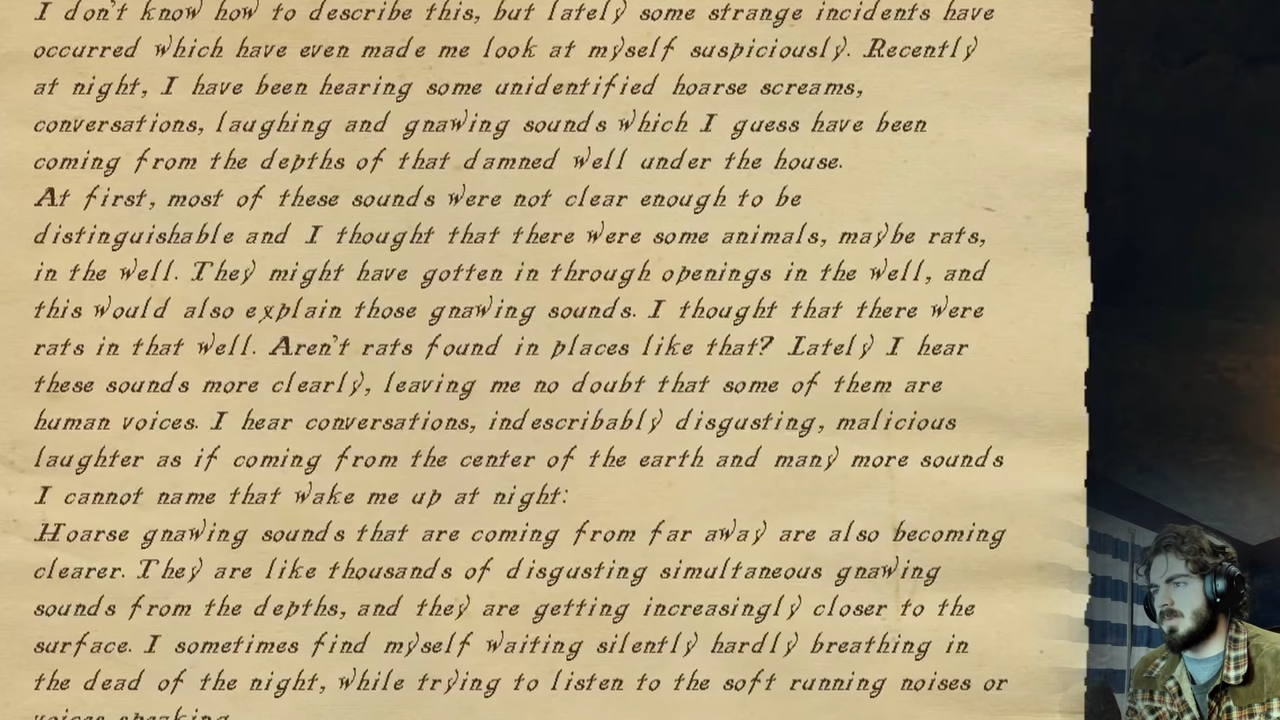 I don't know how to describe this, but lately some strange incidents have
occurred which have even made me look at myself suspiciously. Recently
at night, I have been hearing some unidentified hoarse screams,
conversations, laughing and gnawing sounds which I guess have been
coming from the depths of that damned well under the house.
At first, most of these sounds were not clear enough to be
distinguishable and I thought that there were some animals, maybe rats,
in the well. They might have gotten in through openings in the well, and
this would also explain those gnawing sounds. I thought that there were
rats in that well. Aren't rats found in places like that? Lately I hear
these sounds more clearly, leaving me no doubt that some of them are
human voices. I hear conversations, indescribably disgusting, malicious
laughter as if coming from the center of the earth and many more sounds
I cannot name that wake me up at night:
Hoarse gnawing sounds that are coming from far away are also becoming
clearer. They are like thousands of disgusting simultaneous gnawing
sounds from the depths, and they are getting increasingly closer to the
surface. I sometimes find myself waiting silently hardly breathing in
the dead of the night, while trying to listen to the soft running noises or
voices speaking